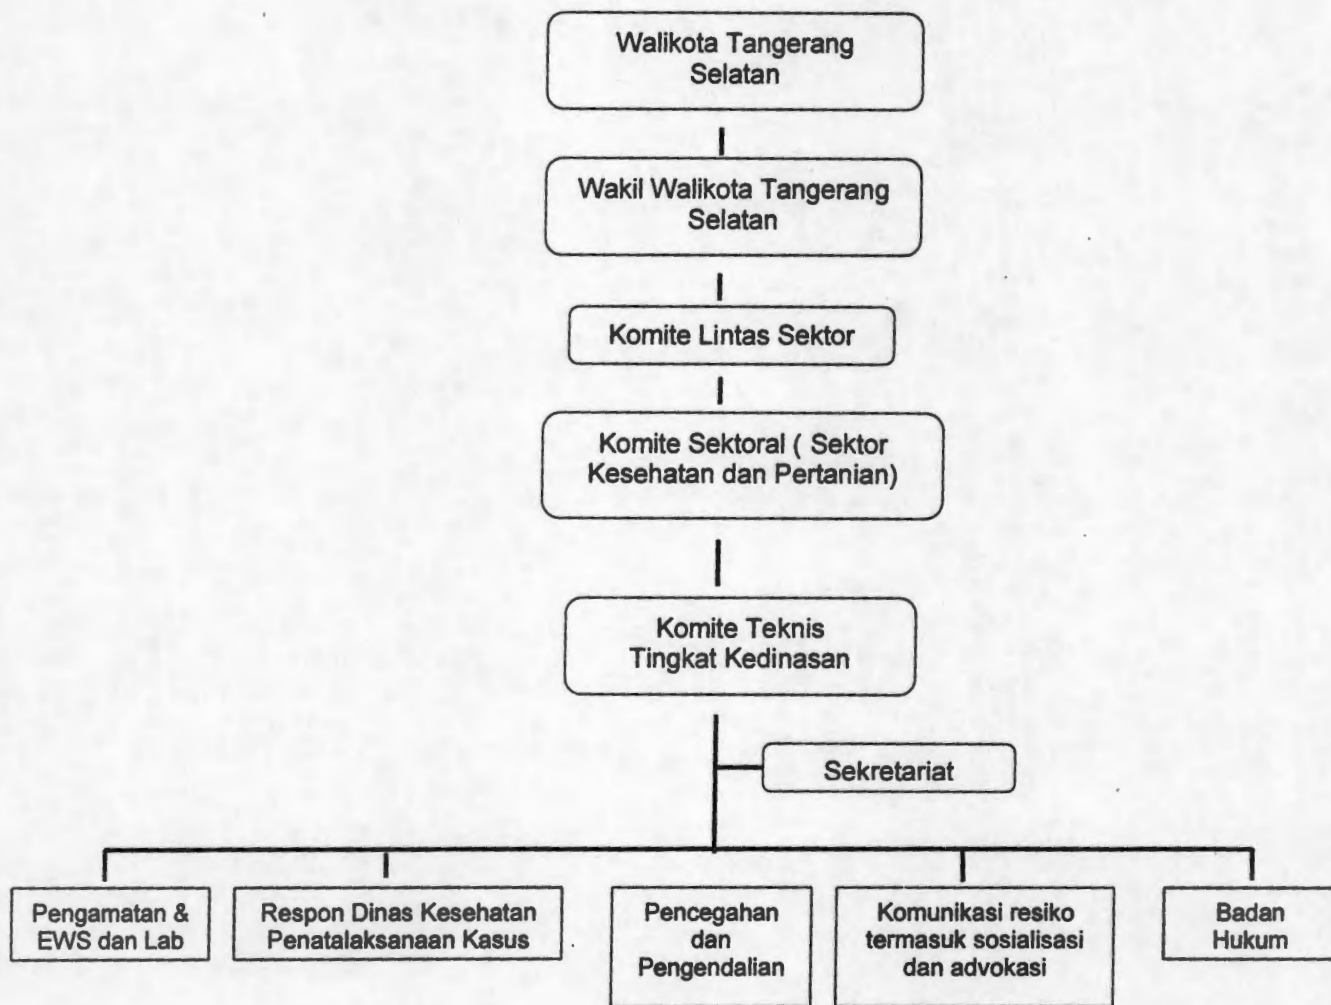 Walikota Tangerang
Selatan
Wakil Walikota Tangerang
Selatan
Komite Lintas Sektor
Komite Sektoral ( Sektor
Kesehatan dan Pertanian)
Komite Teknis
Tingkat Kedinasan
Sekretariat
Pengamatan &
EWS dan Lab
Respon Dinas Kesehatan
Penatalaksanaan Kasus
Pencegahan
dan
Pengendalian
Komunikasi resiko
termasuk sosialisasi
dan advokasi
Badan
Hukum